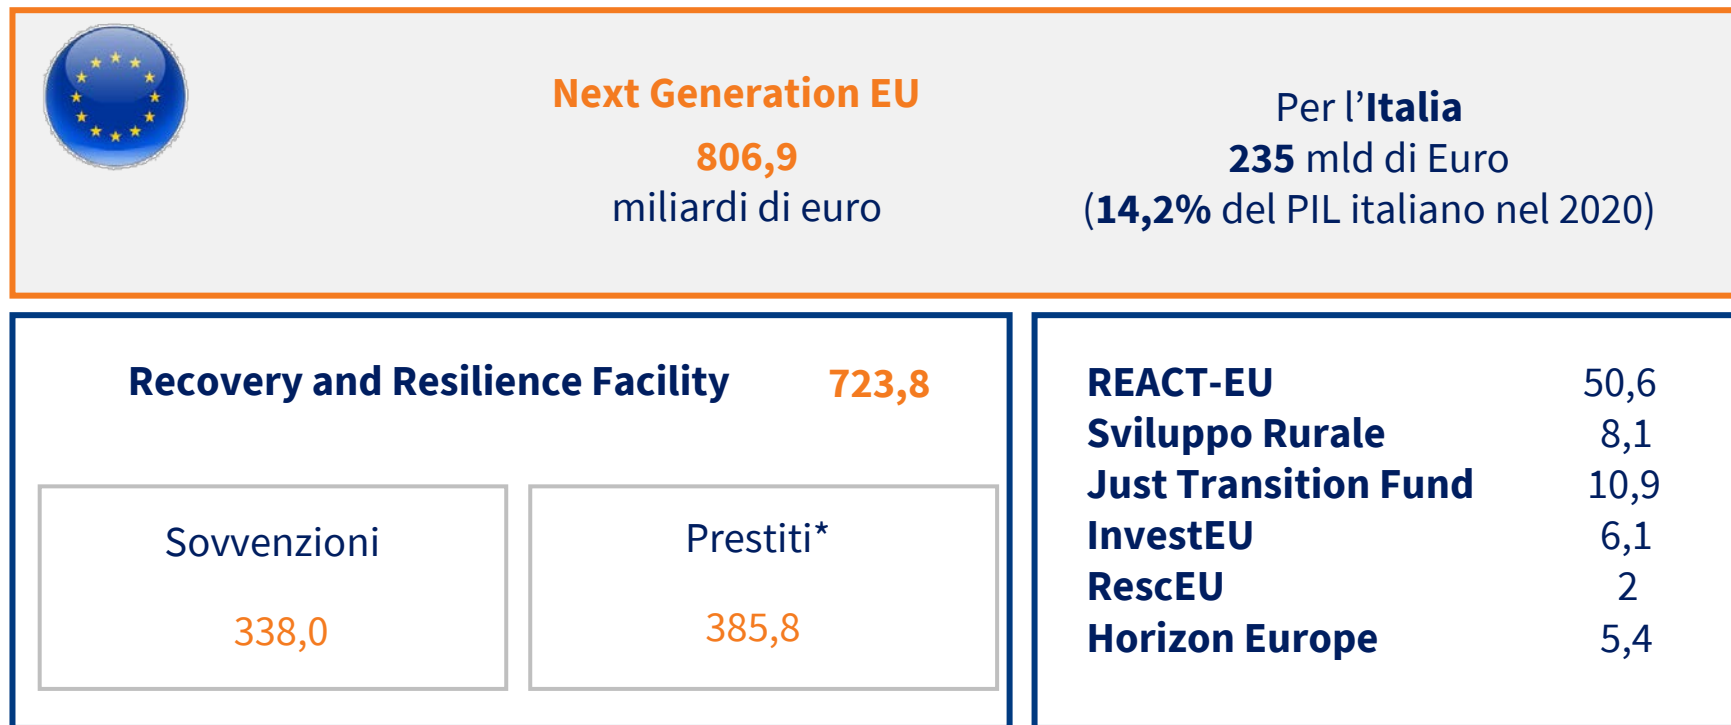 Next Generation EU
806,9
miliardi di euro
Per l’Italia
235 mld di Euro
(14,2% del PIL italiano nel 2020)
Recovery and Resilience Facility 723,8
Sovvenzioni
338,0
Prestiti*
385,8
REACT-EU 50,6
Sviluppo Rurale 8,1
Just Transition Fund 10,9
InvestEU 6,1
RescEU 2
Horizon Europe 5,4